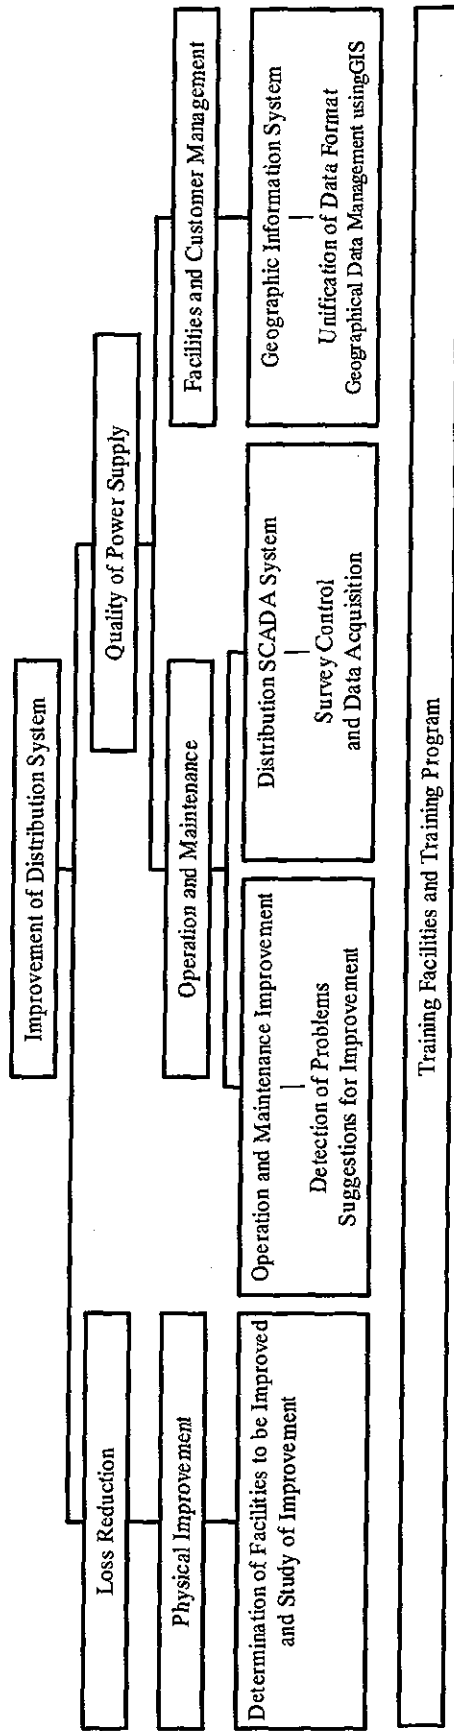 Improvement of Distribution System
Loss Reduction
Quality of Power Supply
Physical Improvement
Operation and Maintenance
Facilities and Customer Management
Determination of Facilities to be Improved
and Study of Improvement
Operation and Maintenance Improvement
Detection of Problems
Suggestions for Improvement
Distribution SCADA System
Survey Control
and Data Acquisition
Geographic Information System
Unification of Data Format
Geographical Data Management usingGIS
Training Facilities and Training Program